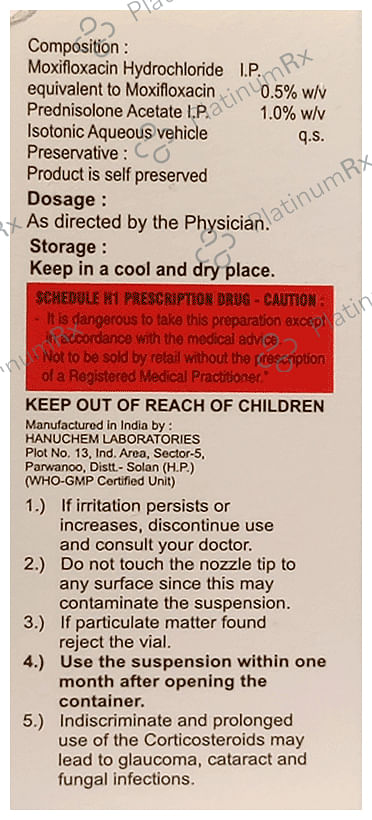 Composition :
Moxifloxacin Hydrochloride I.P.
equivalent to Moxifloxacin 0.5% w/v
Prednisolone Acetate I.P. 1.0% w/v
Isotonic Aqueous vehicle q.s.
Preservative :
Product is self preserved
Dosage :
As directed by the Physician.
Storage :
Keep in a cool and dry place.
SCHEDULE H1 PRESCRIPTION DRUG - CAUTION :
- It is dangerous to take this preparation except
in accordance with the medical advice.
- Not to be sold by retail without the prescription
of a Registered Medical Practitioner."
KEEP OUT OF REACH OF CHILDREN
Manufactured in India by :
HANUCHEM LABORATORIES
Plot No. 13, Ind. Area, Sector-5,
Parwanoo, Distt.- Solan (H.P.)
(WHO-GMP Certified Unit)
1.) If irritation persists or
increases, discontinue use
and consult your doctor.
2.) Do not touch the nozzle tip to
any surface since this may
contaminate the suspension.
3.) If particulate matter found
reject the vial.
4.) Use the suspension within one
month after opening the
container.
5.) Indiscriminate and prolonged
use of the Corticosteroids may
lead to glaucoma, cataract and
fungal infections.
PlatinumRx
PlatinumRx
PlatinumRx